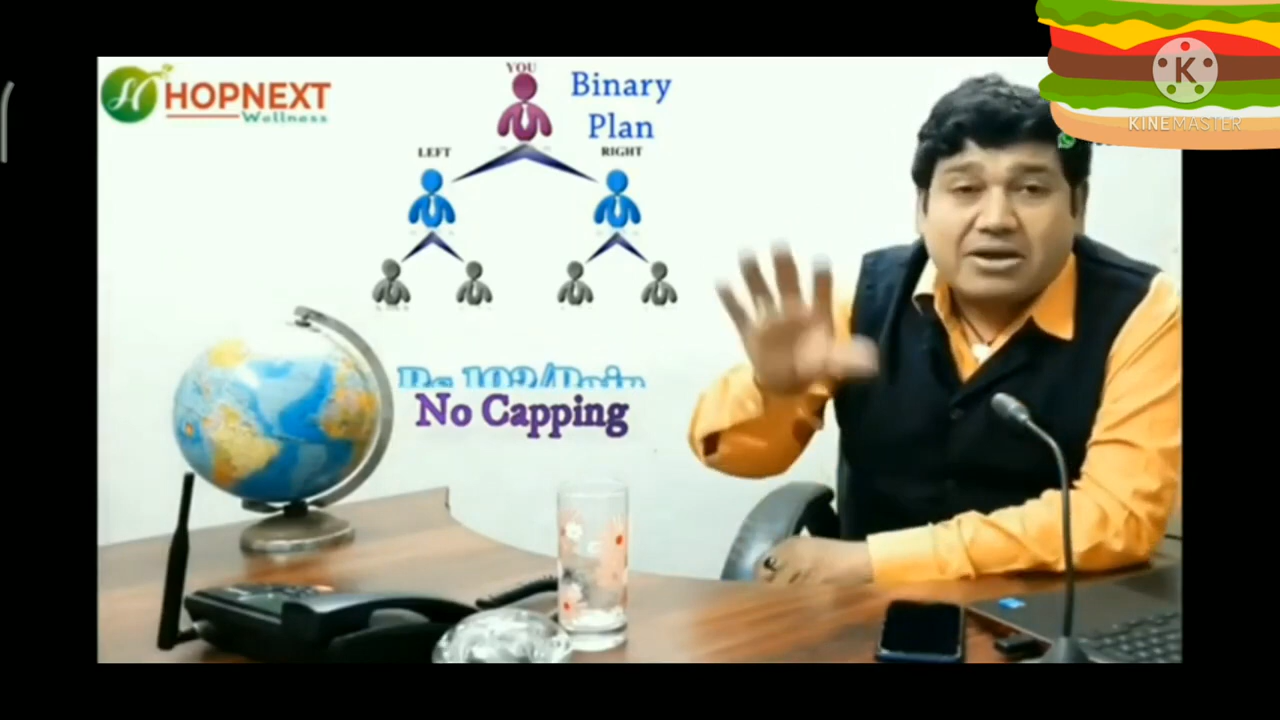 HOPNEXT
Wellness
YOU
Binary
Plan
LEFT
RIGHT
No Capping
K
KINEMASTER